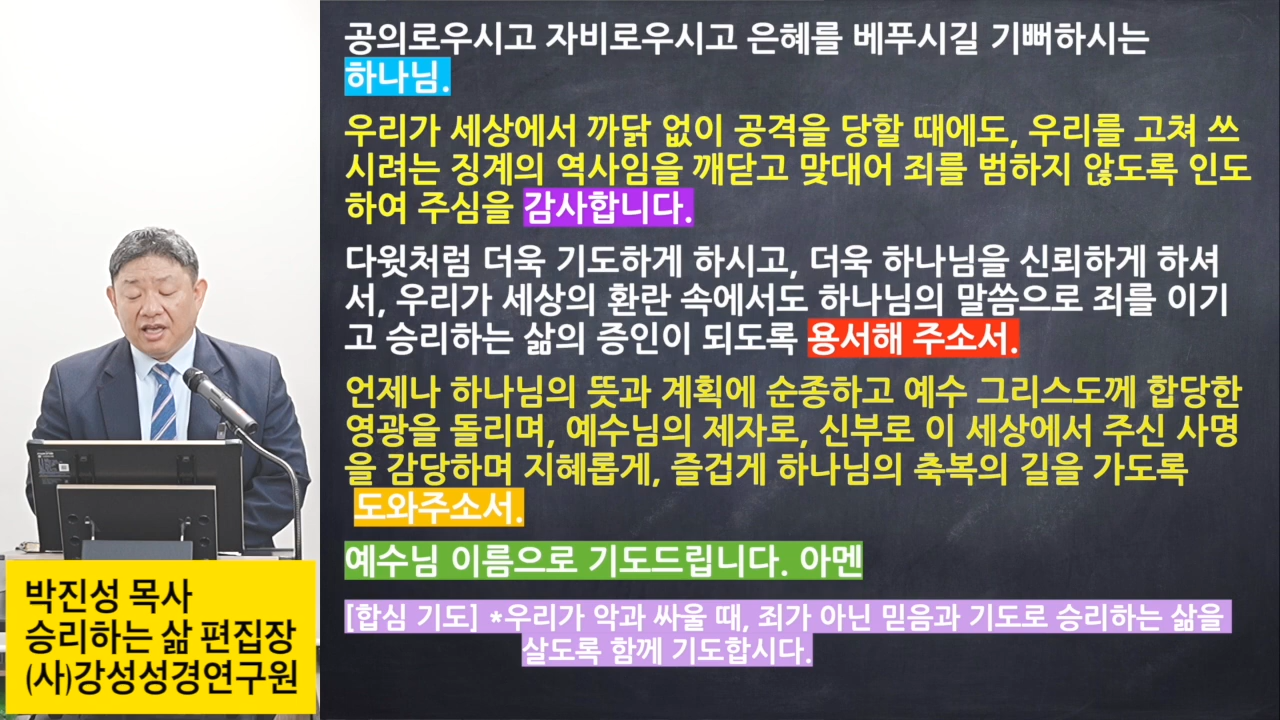 공의로우시고 자비로우시고 은혜를 베푸시길 기뻐하시는
하나님.
우리가 세상에서 까닭 없이 공격을 당할 때에도, 우리를 고쳐 쓰
시려는 징계의 역사임을 깨닫고 맞대어 죄를 범하지 않도록 인도
하여 주심을 감사합니다.
다윗처럼 더욱 기도하게 하시고, 더욱 하나님을 신뢰하게 하셔
서, 우리가 세상의 환란 속에서도 하나님의 말씀으로 죄를 이기
고 승리하는 삶의 증인이 되도록 용서해 주소서.
언제나 하나님의 뜻과 계획에 순종하고 예수 그리스도께 합당한
영광을 돌리며, 예수님의 제자로, 신부로 이 세상에서 주신 사명
을 감당하며 지혜롭게, 즐겁게 하나님의 축복의 길을 가도록
도와주소서.
예수님 이름으로 기도드립니다. 아멘
[합심 기도] *우리가 악과 싸울 때, 죄가 아닌 믿음과 기도로 승리하는 삶을
살도록 함께 기도합시다.
박진성 목사
승리하는 삶 편집장
(사)강성성경연구원